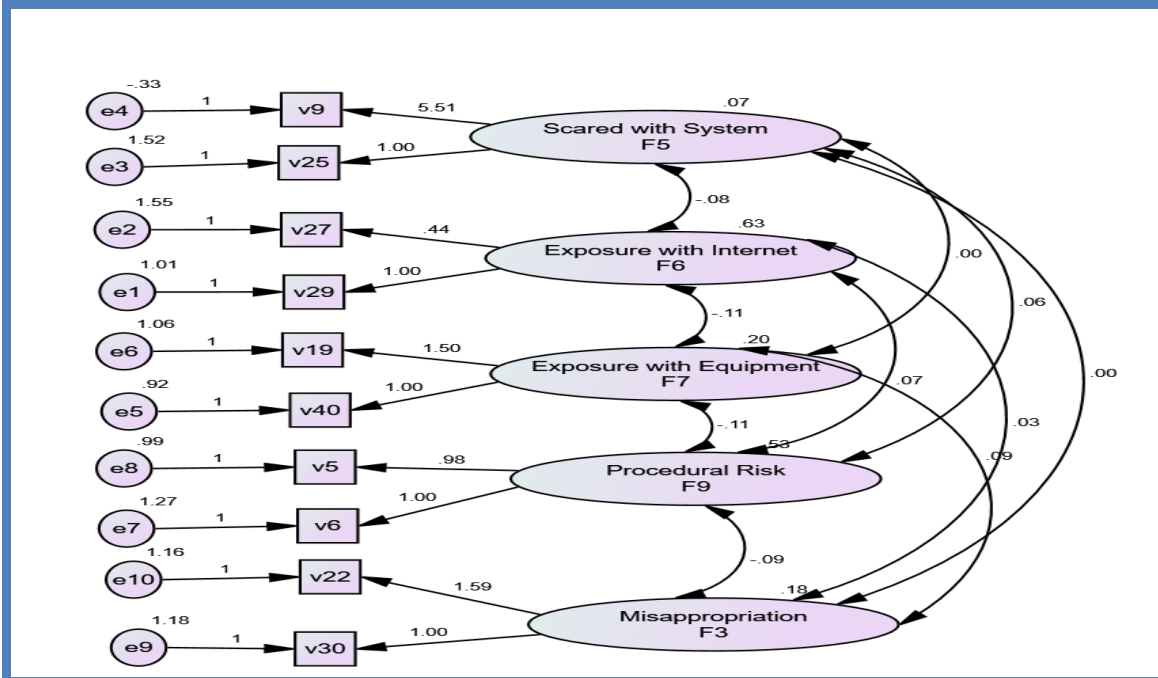 -.33
e4 1 v9 5.51
.07
Scared with System
F5
1.52
e3 1 v25 1.00
-.08
1.55
e2 1 v27 .44
.63
Exposure with Internet
F6
.00
1.01
e1 1 v29 1.00
.06
-.11
1.06
e6 1 v19 1.50
.20
Exposure with Equipment
F7
.07
.00
.92
e5 1 v40 1.00
-.11
.03
.53
.09
.99
e8 1 v5 .98
Procedural Risk
F9
1.27
e7 1 v6 1.00
-.09
1.16
e10 1 v22 1.59
.18
Misappropriation
F3
1.18
e9 1 v30 1.00